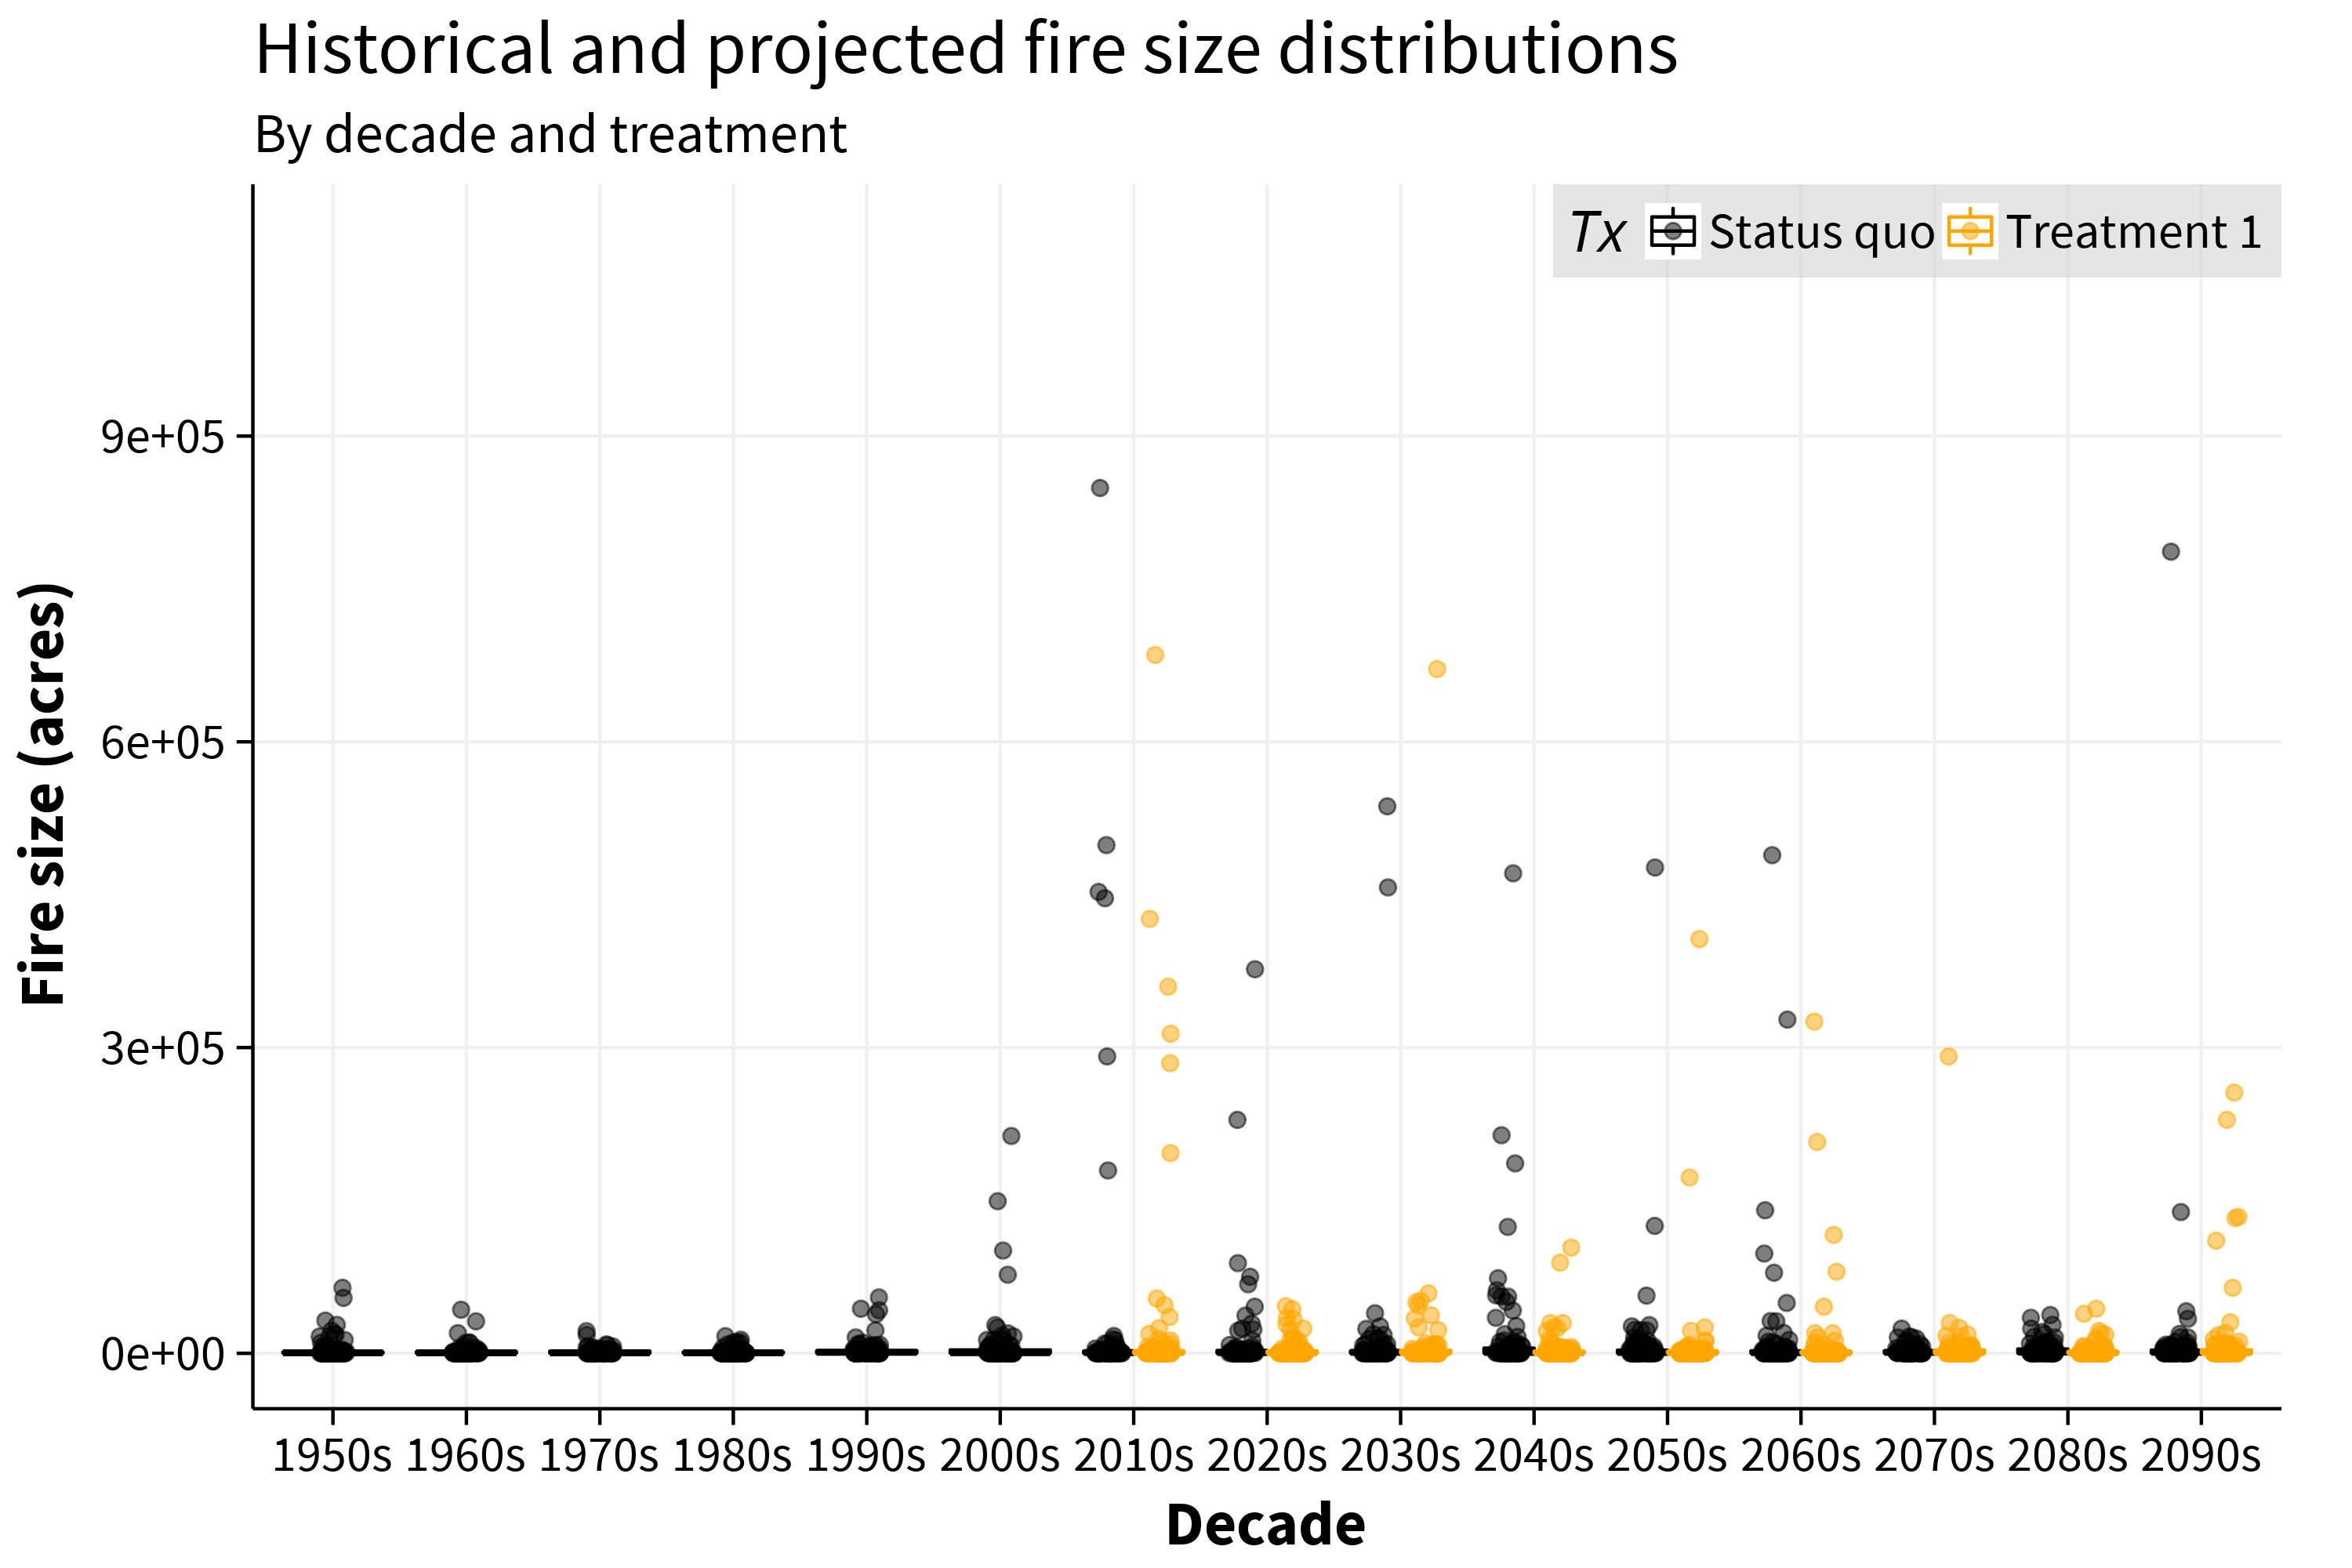 Historical and projected fire size distributions
By decade and treatment
Tx Status quo Treatment 1
9e+05
6e+05
3e+05
0e+00
Fire size (acres)
1950s 1960s 1970s 1980s 1990s 2000s 2010s 2020s 2030s 2040s 2050s 2060s 2070s 2080s 2090s
Decade